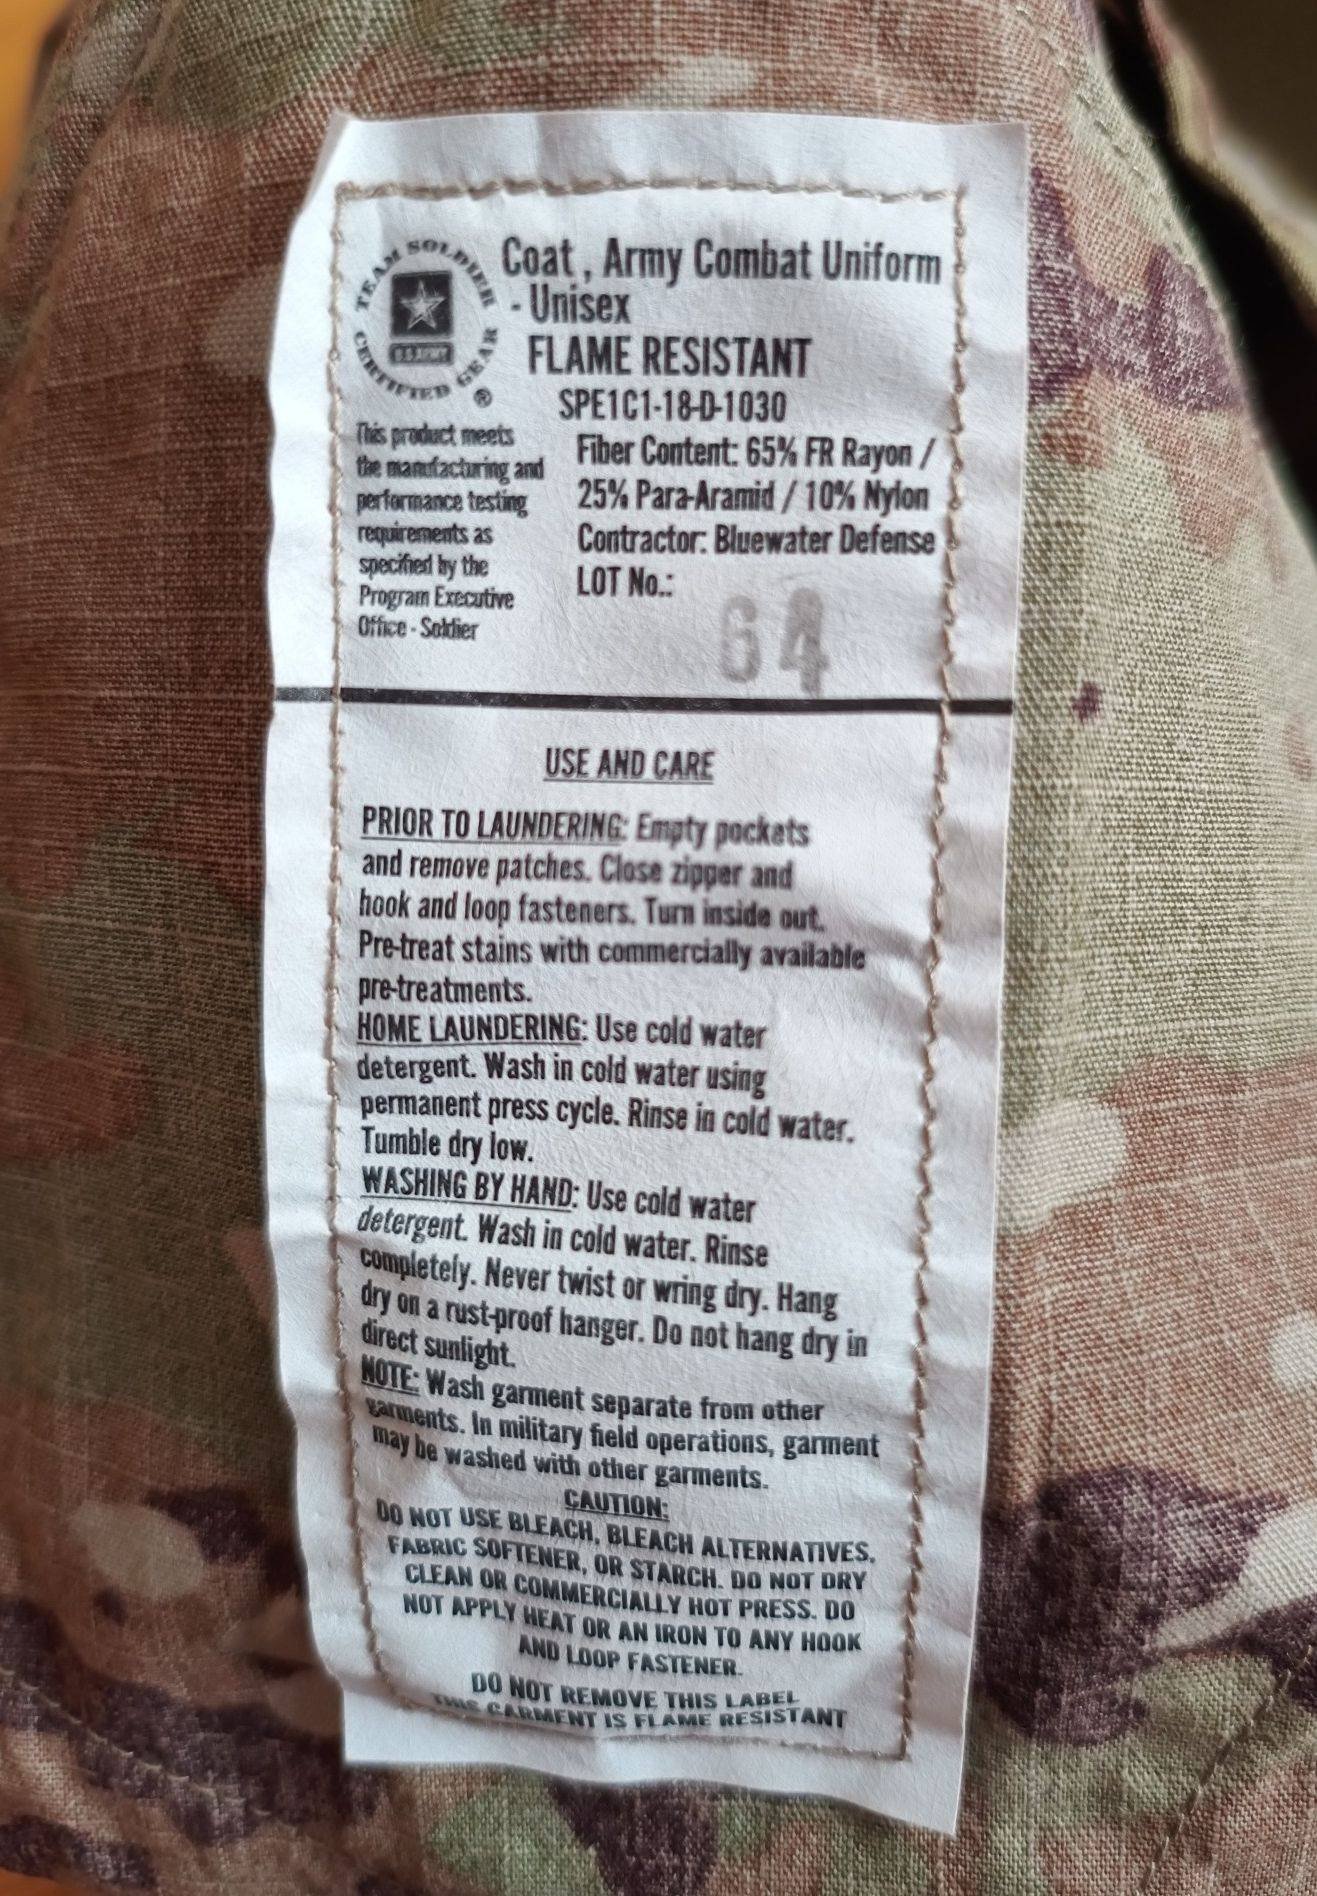 TEAM SOLDIER
CERTIFIED GEAR ®
U.S.ARMY
Coat , Army Combat Uniform
- Unisex
FLAME RESISTANT
SPE1C1-18-D-1030
Fiber Content: 65% FR Rayon /
25% Para-Aramid / 10% Nylon
Contractor: Bluewater Defense
LOT No.:
64
This product meets
the manufacturing and
performance testing
requirements as
specified by the
Program Executive
Office - Soldier
USE AND CARE
PRIOR TO LAUNDERING: Empty pockets
and remove patches. Close zipper and
hook and loop fasteners. Turn inside out.
Pre-treat stains with commercially available
pre-treatments.
HOME LAUNDERING: Use cold water
detergent. Wash in cold water using
permanent press cycle. Rinse in cold water.
Tumble dry low.
WASHING BY HAND: Use cold water
detergent. Wash in cold water. Rinse
completely. Never twist or wring dry. Hang
dry on a rust-proof hanger. Do not hang dry in
direct sunlight.
NOTE: Wash garment separate from other
garments. In military field operations, garment
may be washed with other garments.
CAUTION:
DO NOT USE BLEACH, BLEACH ALTERNATIVES,
FABRIC SOFTENER, OR STARCH. DO NOT DRY
CLEAN OR COMMERCIALLY HOT PRESS. DO
NOT APPLY HEAT OR AN IRON TO ANY HOOK
AND LOOP FASTENER.
DO NOT REMOVE THIS LABEL
THIS GARMENT IS FLAME RESISTANT